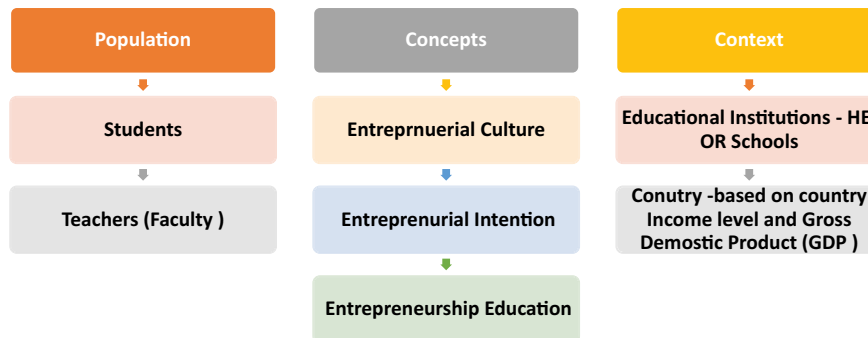 Population
Students
Teachers (Faculty )
Concepts
Entreprnuerial Culture
Entreprenurial Intention
Entrepreneurship Education
Context
Educational Institutions - HE
OR Schools
Conutry -based on country
Income level and Gross
Demostic Product (GDP )